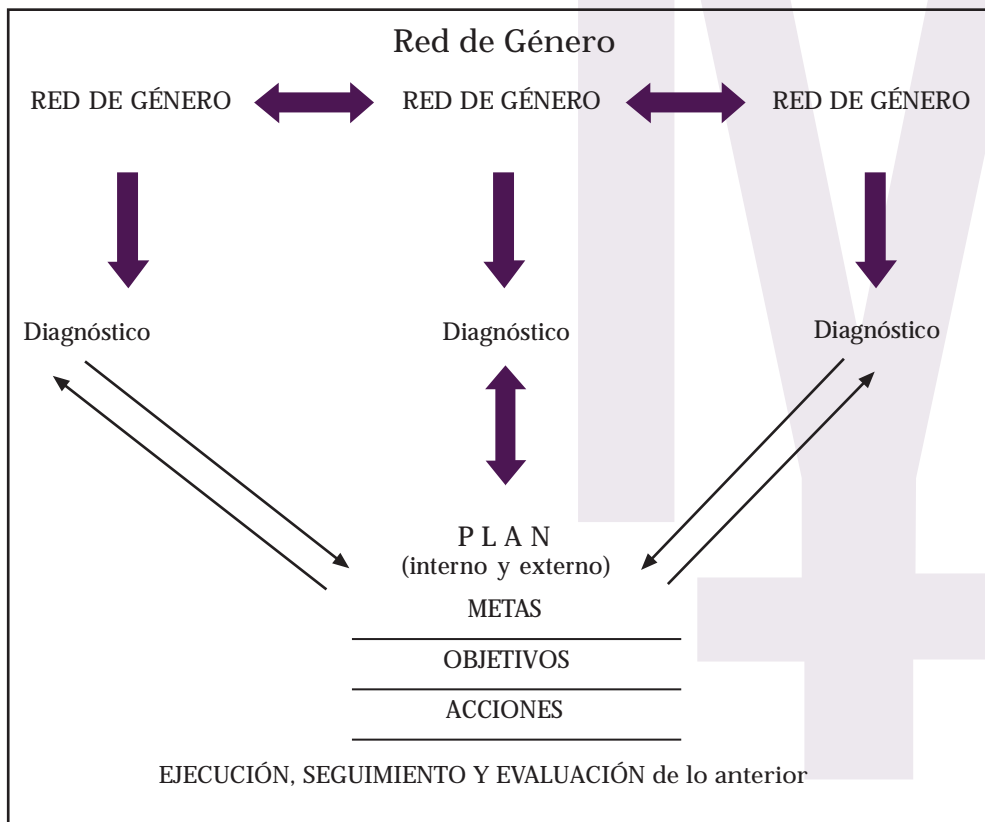 Red de Género
RED DE GÉNERO RED DE GÉNERO RED DE GÉNERO
Diagnóstico Diagnóstico Diagnóstico
P L A N
(interno y externo)
METAS
OBJETIVOS
ACCIONES
EJECUCIÓN, SEGUIMIENTO Y EVALUACIÓN de lo anterior